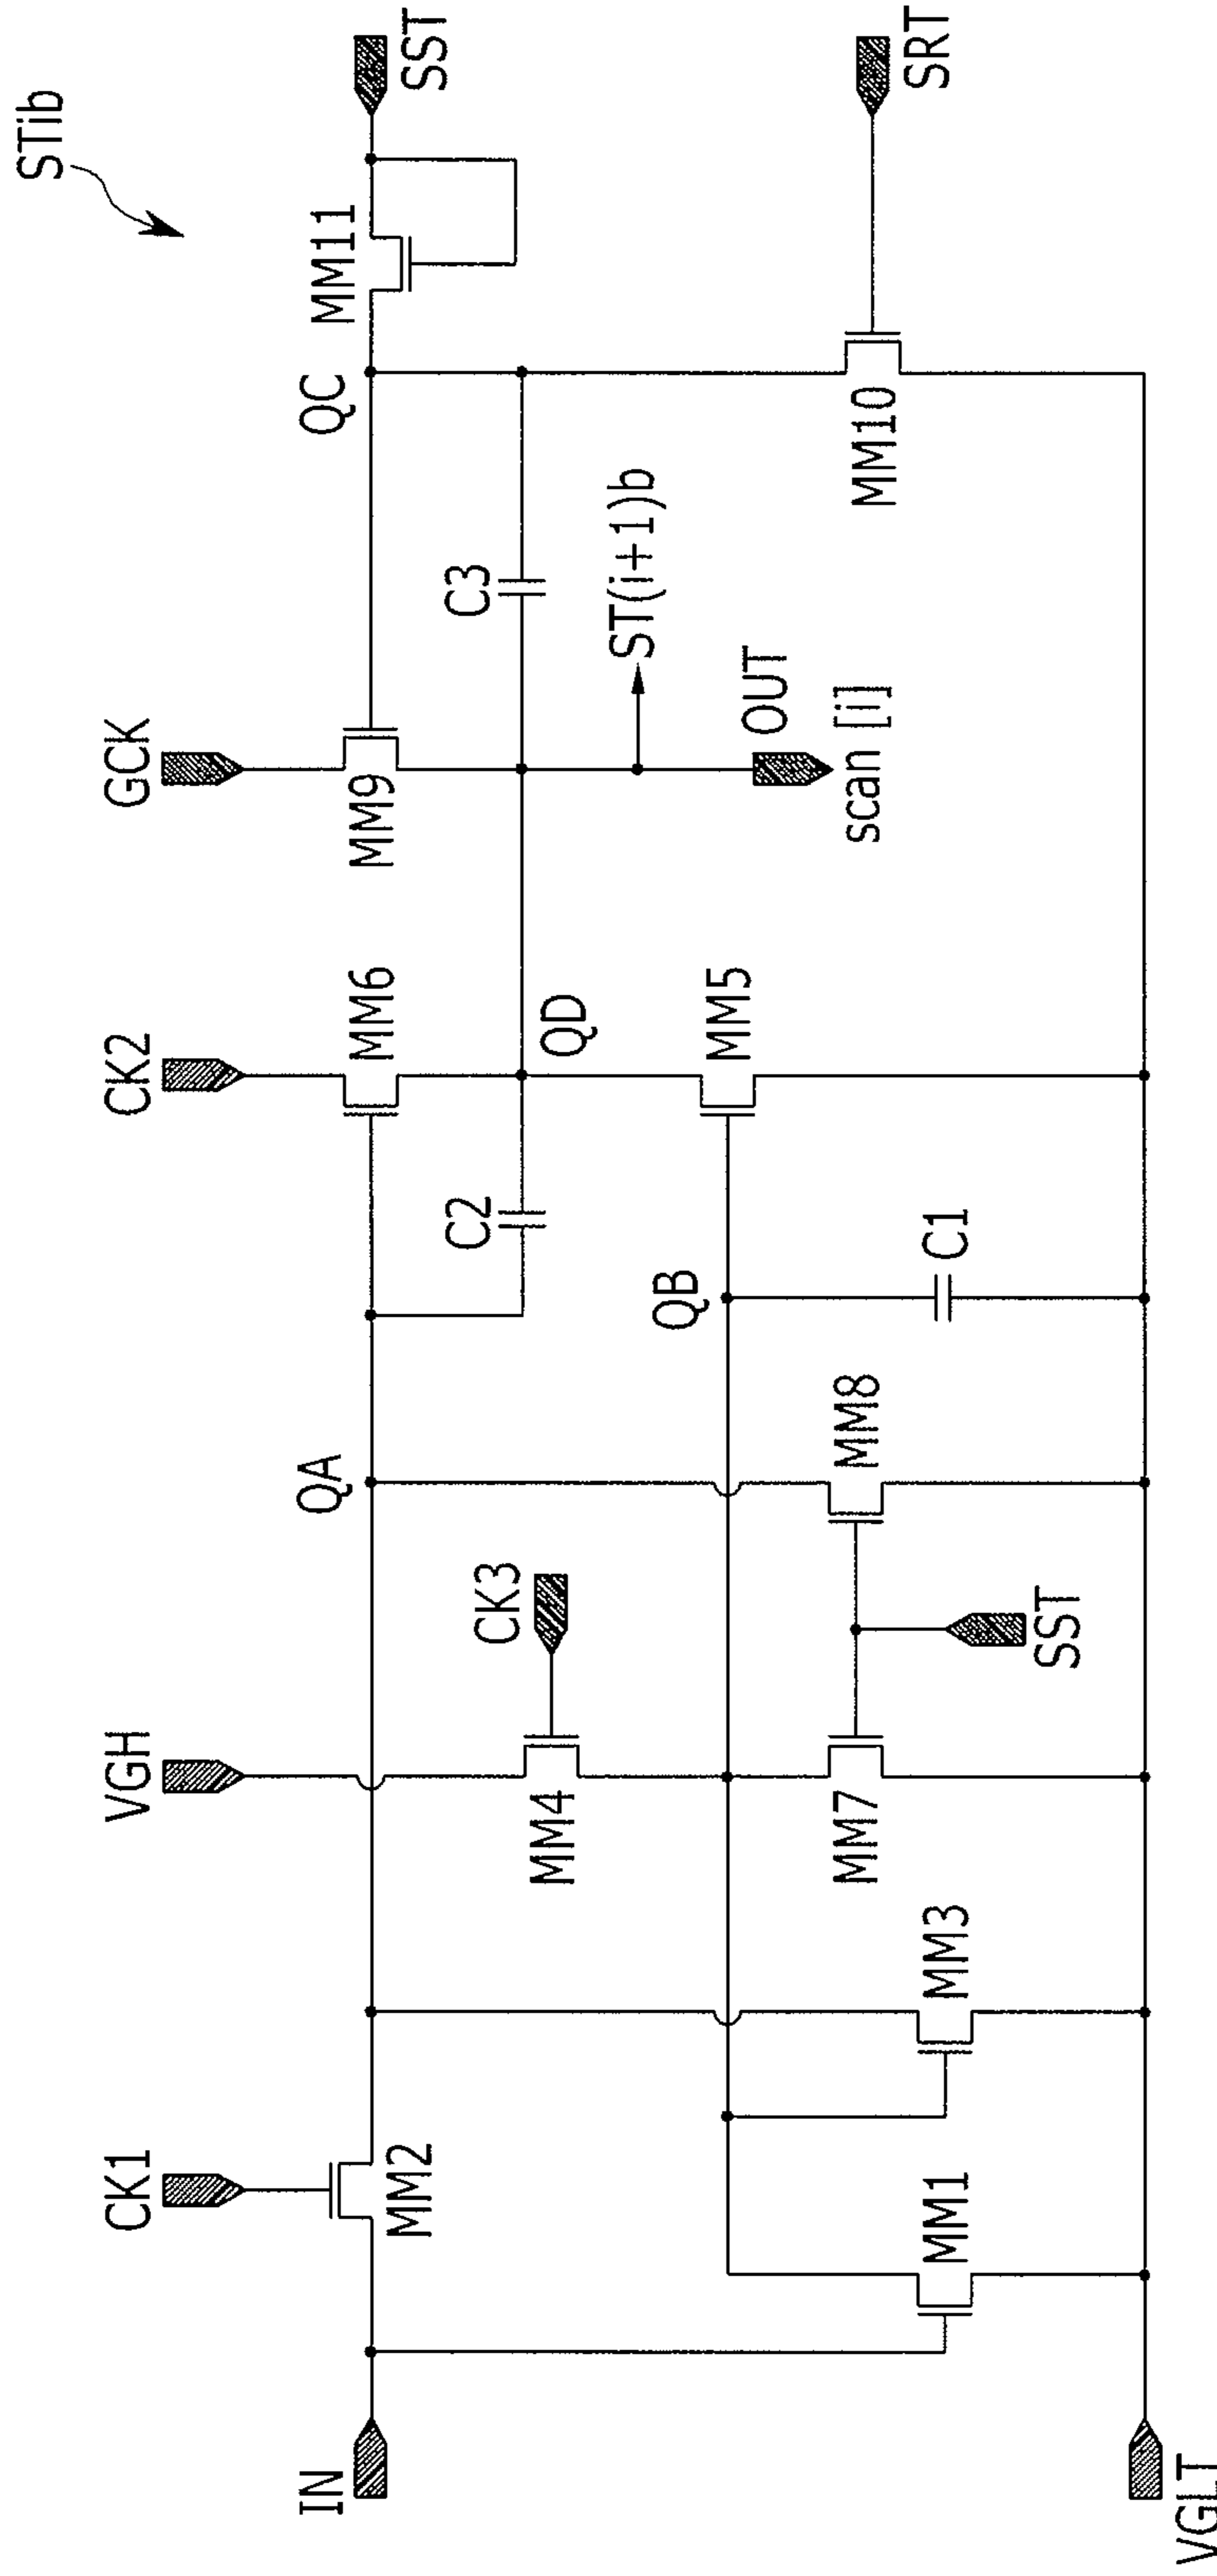 STib
GCK
CK2
VGH
CK1
SST
MM11
QC
MM9
MM6
QA
MM2
IN
C3
C2
CK3
MM4
QD
ST(i+1)b
QB
MM5
OUT
scan [i]
SRT
MM10
C1
MM8
MM7
MM3
MM1
SST
VGLT